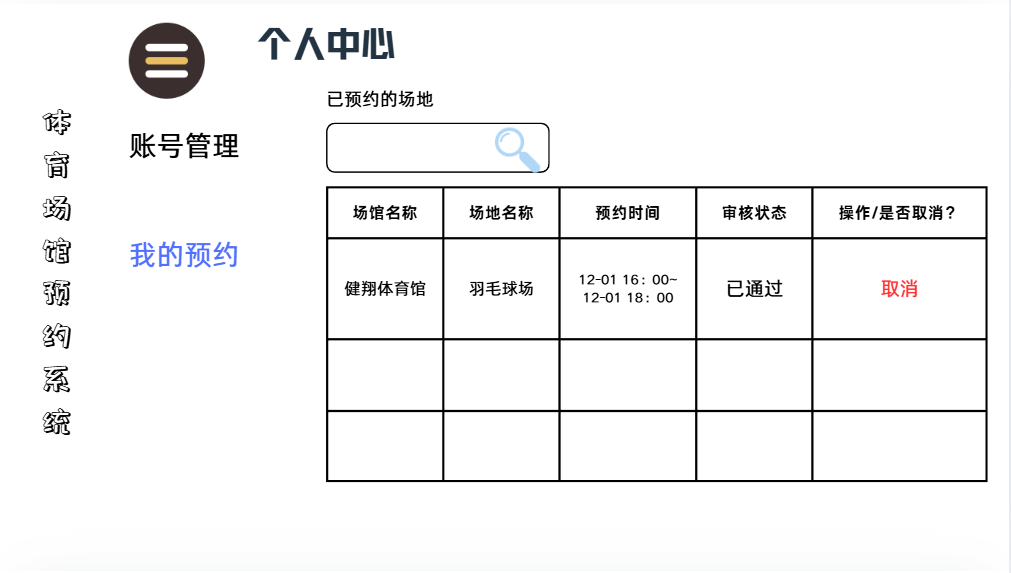 个人中心
体育场馆预约系统
账号管理
我的预约
已预约的场地
场馆名称 场地名称 预约时间 审核状态 操作/是否取消？
健翔体育馆 羽毛球场 12-01 16：00~ 已通过 取消
12-01 18：00